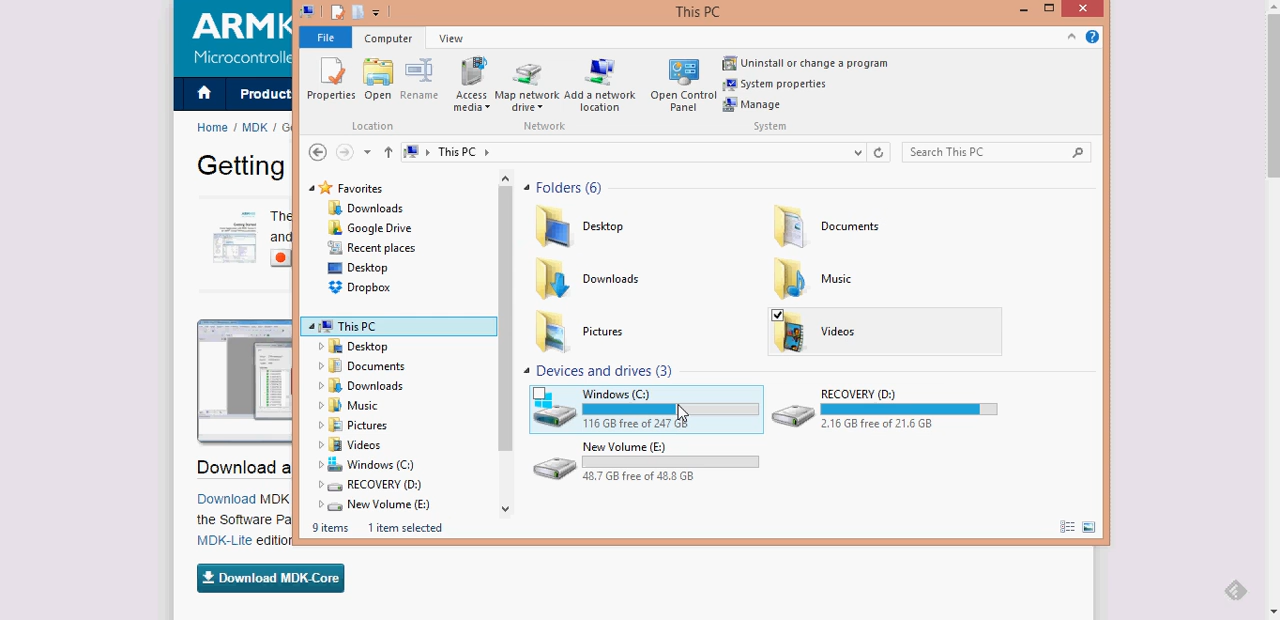 ARMK
Microcontrolle
Product
Home / MDK / Ge
Getting
The
and
Download a
Download MDK
the Software Pa
MDK-Lite edition
Download MDK-Core
This PC
File
Computer
View
Properties
Open
Rename
Access media
Map network drive
Add a network location
Open Control Panel
Uninstall or change a program
System properties
Manage
Location
Network
System
This PC
Search This PC
Favorites
Downloads
Google Drive
Recent places
Desktop
Dropbox
This PC
Desktop
Documents
Downloads
Music
Pictures
Videos
Windows (C:)
RECOVERY (D:)
New Volume (E:)
Folders (6)
Desktop
Documents
Downloads
Music
Pictures
Videos
Devices and drives (3)
Windows (C:)
116 GB free of 247 GB
RECOVERY (D:)
2.16 GB free of 21.6 GB
New Volume (E:)
48.7 GB free of 48.8 GB
9 items
1 item selected